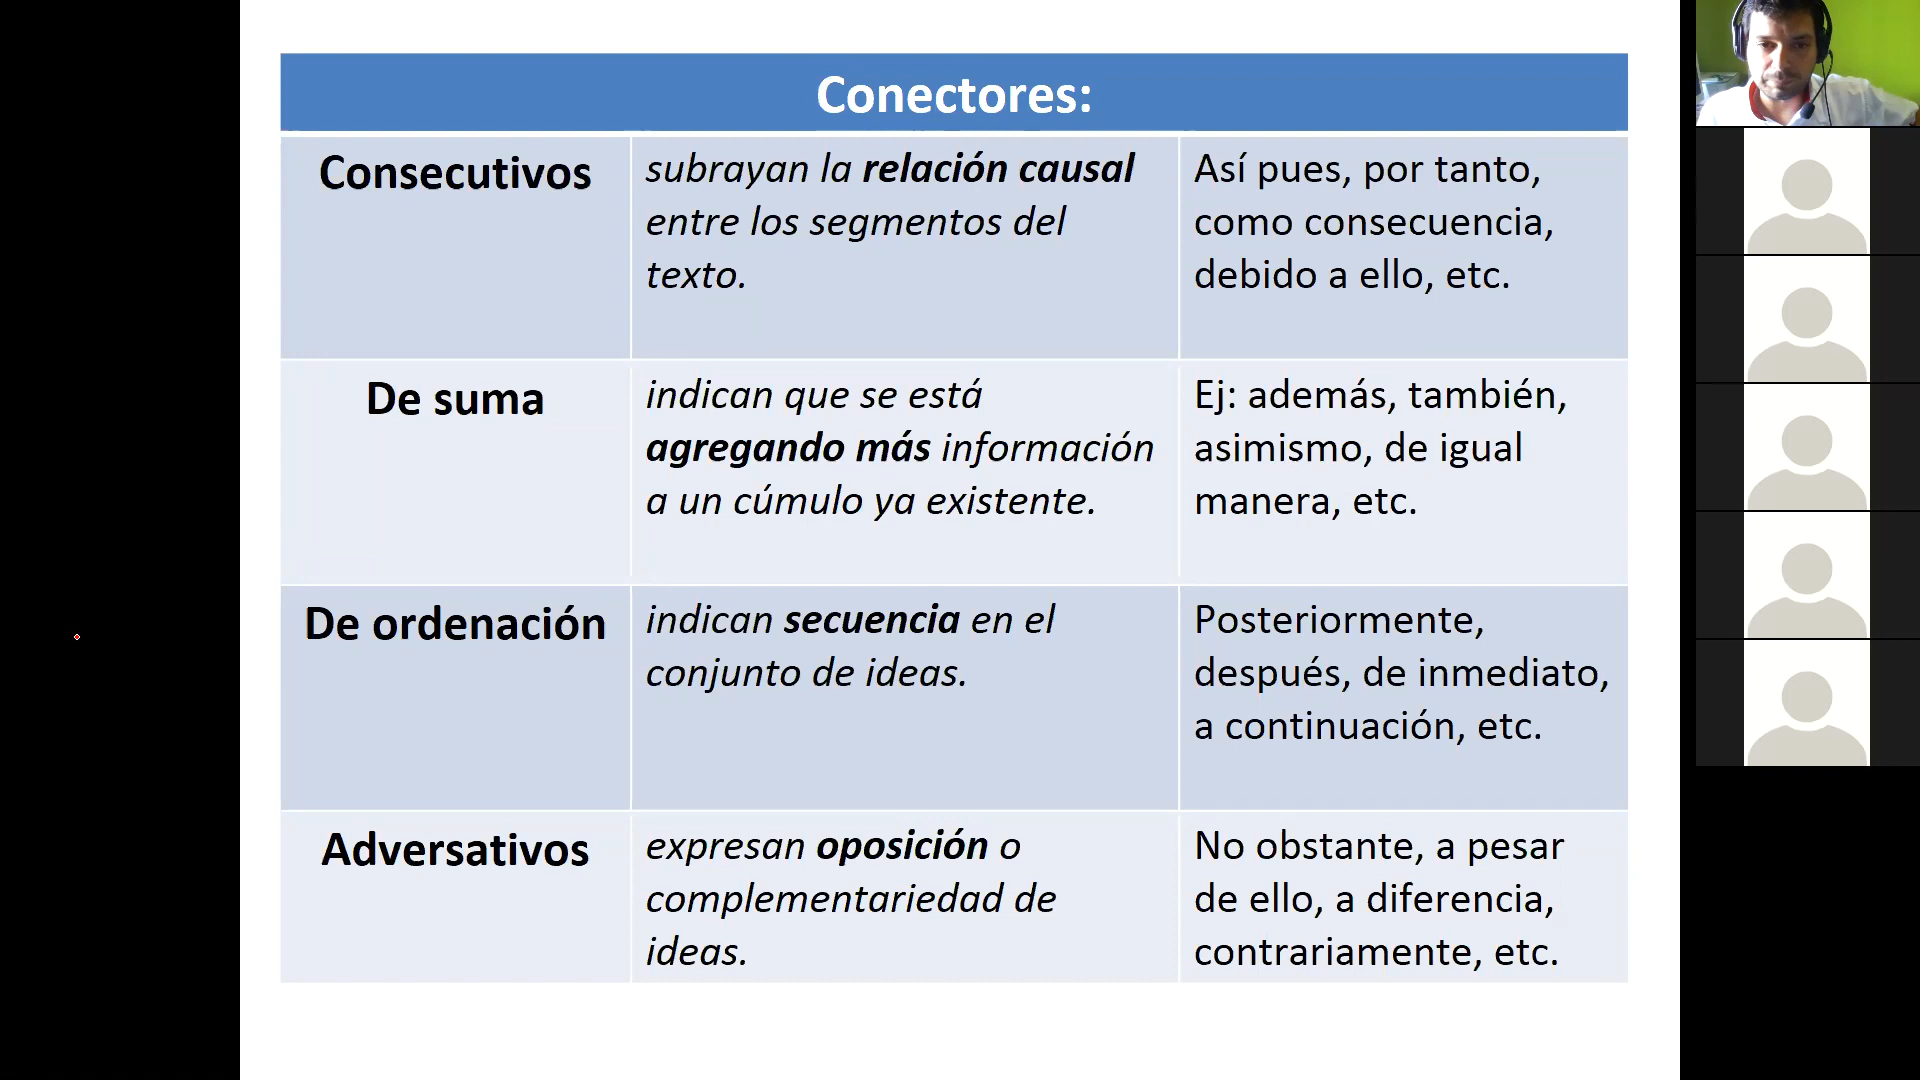 Conectores:
Consecutivos
subrayan la relación causal
entre los segmentos del
texto.
Así pues, por tanto,
como consecuencia,
debido a ello, etc.
De suma
indican que se está
agregando más información
a un cúmulo ya existente.
Ej: además, también,
asimismo, de igual
manera, etc.
De ordenación
indican secuencia en el
conjunto de ideas.
Posteriormente,
después, de inmediato,
a continuación, etc.
Adversativos
expresan oposición o
complementariedad de
ideas.
No obstante, a pesar
de ello, a diferencia,
contrariamente, etc.